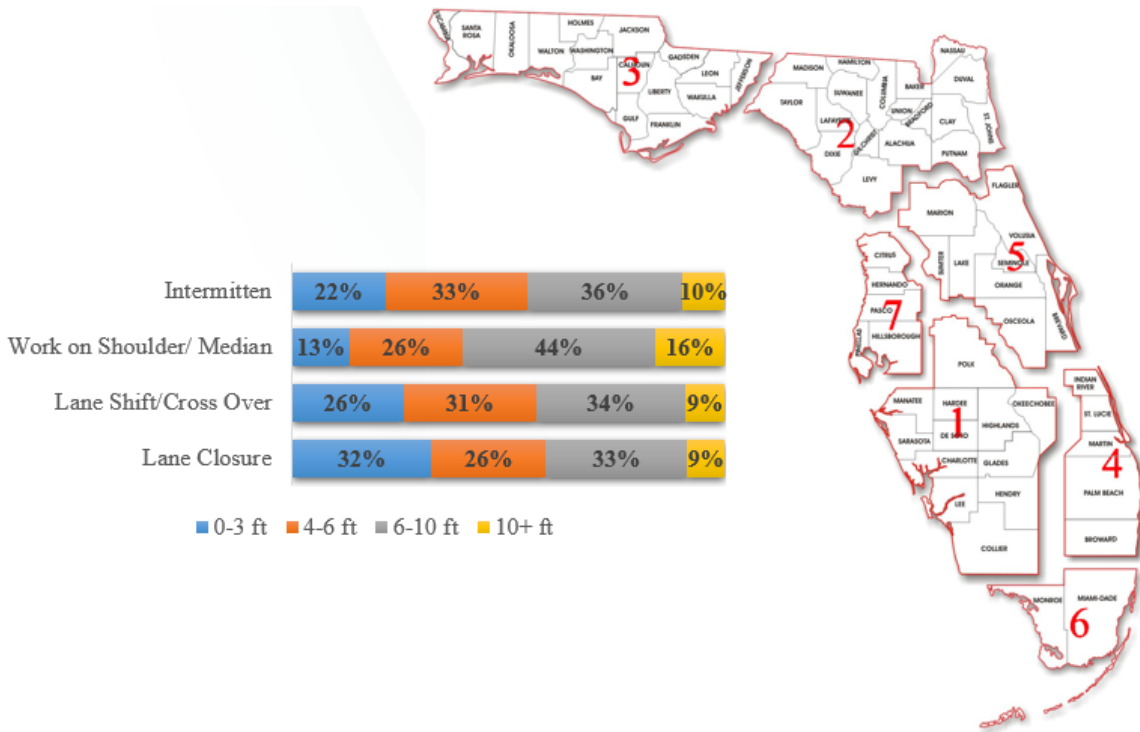 Intermitten 22% 33% 36% 10%
Work on Shoulder/ Median 13% 26% 44% 16%
Lane Shift/Cross Over 26% 31% 34% 9%
Lane Closure 32% 26% 33% 9%
0-3 ft 4-6 ft 6-10 ft 10+ ft
SANTA
ROSA
OKALOOSA
WALTON
HOLMES
WASHINGTON
JACKSON
BAY
CALHOUN
3
GULF
LIBERTY
GADSDEN
FRANKLIN
LEON
WAKULLA
JEFFERSON
MADISON
TAYLOR
HAMILTON
SUWANEE
LAFAYETTE
2
DIXIE
COLUMBIA
GILCHRIST
LEVY
BAKER
UNION
BRADFORD
ALACHUA
NASSAU
DUVAL
CLAY
ST. JOHNS
PUTNAM
FLAGLER
MARION
VOLUSIA
5
SUMTER
LAKE
SEMINOLE
ORANGE
OSCEOLA
BREVARD
CITRUS
HERNANDO
PASCO
7
PINELLAS
HILLSBOROUGH
POLK
MANATEE
HARDEE
OKEECHOBEE
1
HIGHLANDS
SARASOTA
DE SOTO
CHARLOTTE
GLADES
LEE
HENDRY
COLLIER
INDIAN
RIVER
ST. LUCIE
MARTIN
4
PALM BEACH
BROWARD
MONROE
MIAMI-DADE
6